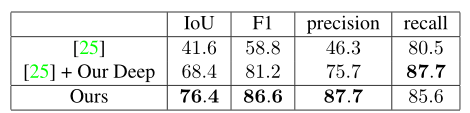 IoU F1 precision recall
[25] 41.6 58.8 46.3 80.5
[25] + Our Deep 68.4 81.2 75.7 87.7
Ours 76.4 86.6 87.7 85.6